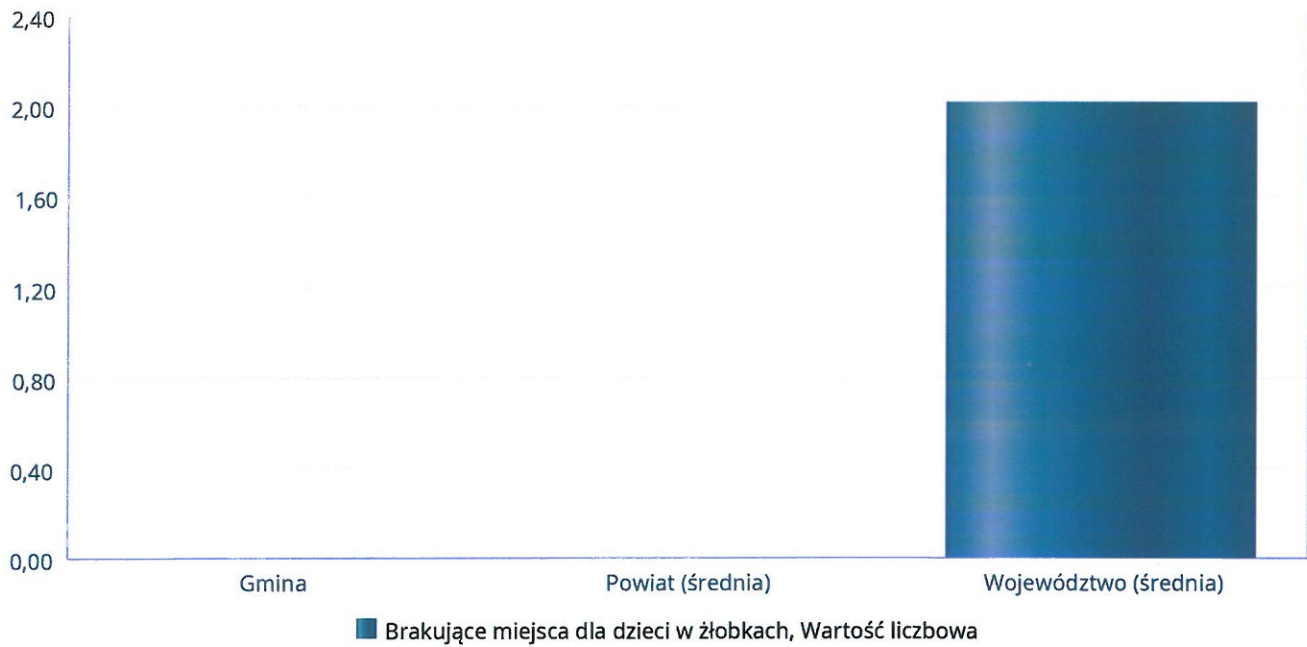 2,40
2,00
1,60
1,20
0,80
0,40
0,00
Gmina
Powiat (średnia)
Województwo (średnia)
Brakujące miejsca dla dzieci w żłobkach, Wartość liczbowa